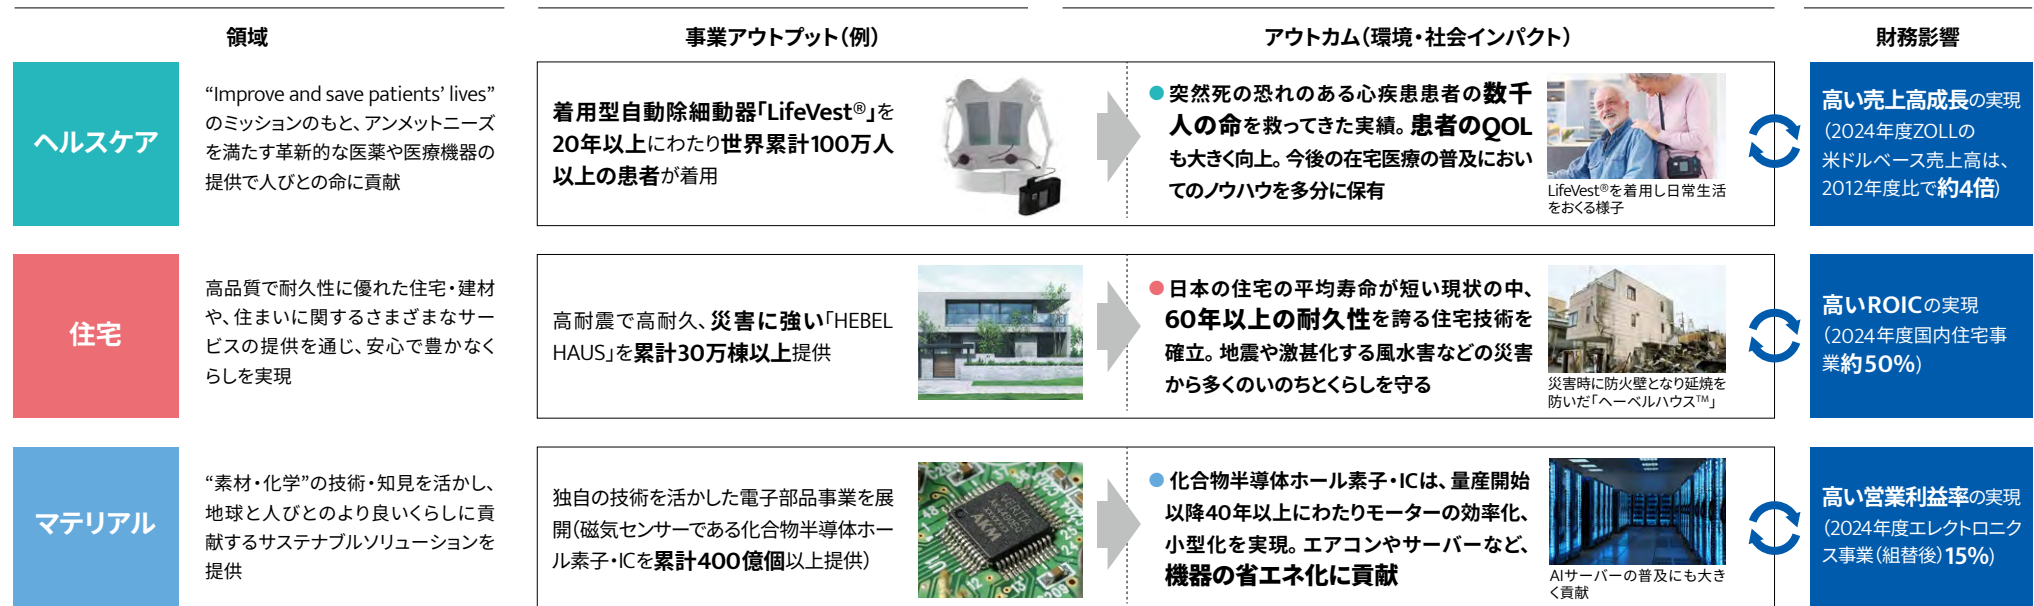 領域
事業アウトプット（例）
アウトカム（環境・社会インパクト）
財務影響
ヘルスケア
“Improve and save patients’ lives”
のミッションのもと、アンメットニーズ
を満たす革新的な医薬や医療機器の
提供で人びとの命に貢献
着用型自動除細動器「LifeVest®」を
20年以上にわたり世界累計100万人
以上の患者が着用
●突然死の恐れのある心疾患患者の数千
人の命を救ってきた実績。患者のQOL
も大きく向上。今後の在宅医療の普及におい
てのノウハウを多分に保有
LifeVest®を着用し日常生活
をおくる様子
高い売上高成長の実現
（2024年度ZOLLの
米ドルベース売上高は、
2012年度比で約4倍）
住宅
高品質で耐久性に優れた住宅・建材
や、住まいに関するさまざまなサー
ビスの提供を通じ、安心で豊かなく
らしを実現
高耐震で高耐久、災害に強い「HEBEL
HAUS」を累計30万棟以上提供
●日本の住宅の平均寿命が短い現状の中、
60年以上の耐久性を誇る住宅技術を
確立。地震や激甚化する風水害などの災害
から多くのいのちとくらしを守る
災害時に防火壁となり延焼を
防いだ「ヘーベルハウス™」
高いROICの実現
（2024年度国内住宅事
業約50%）
マテリアル
“素材・化学”の技術・知見を活かし、
地球と人びとのより良いくらしに貢
献するサステナブルソリューションを
提供
独自の技術を活かした電子部品事業を展
開（磁気センサーである化合物半導体ホー
ル素子・ICを累計400億個以上提供）
AKM
●化合物半導体ホール素子・ICは、量産開始
以降40年以上にわたりモーターの効率化、
小型化を実現。エアコンやサーバーなど、
機器の省エネ化に貢献
AIサーバーの普及にも大き
く貢献
高い営業利益率の実現
（2024年度エレクトロニク
ス事業（組替後）15%）